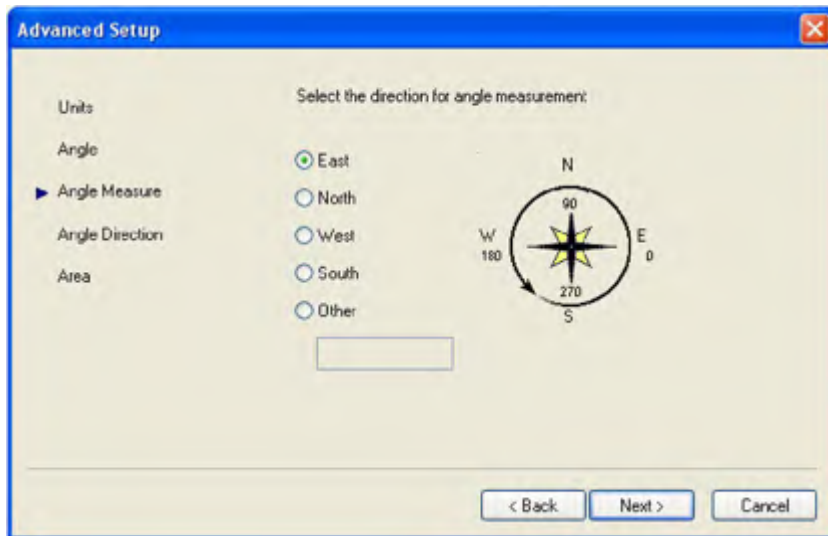 Advanced Setup
Units
Angle
Angle Measure
Angle Direction
Area
Select the direction for angle measurement:
East
North
West
South
Other
N
90
W
180
E
0
270
S
< Back
Next >
Cancel